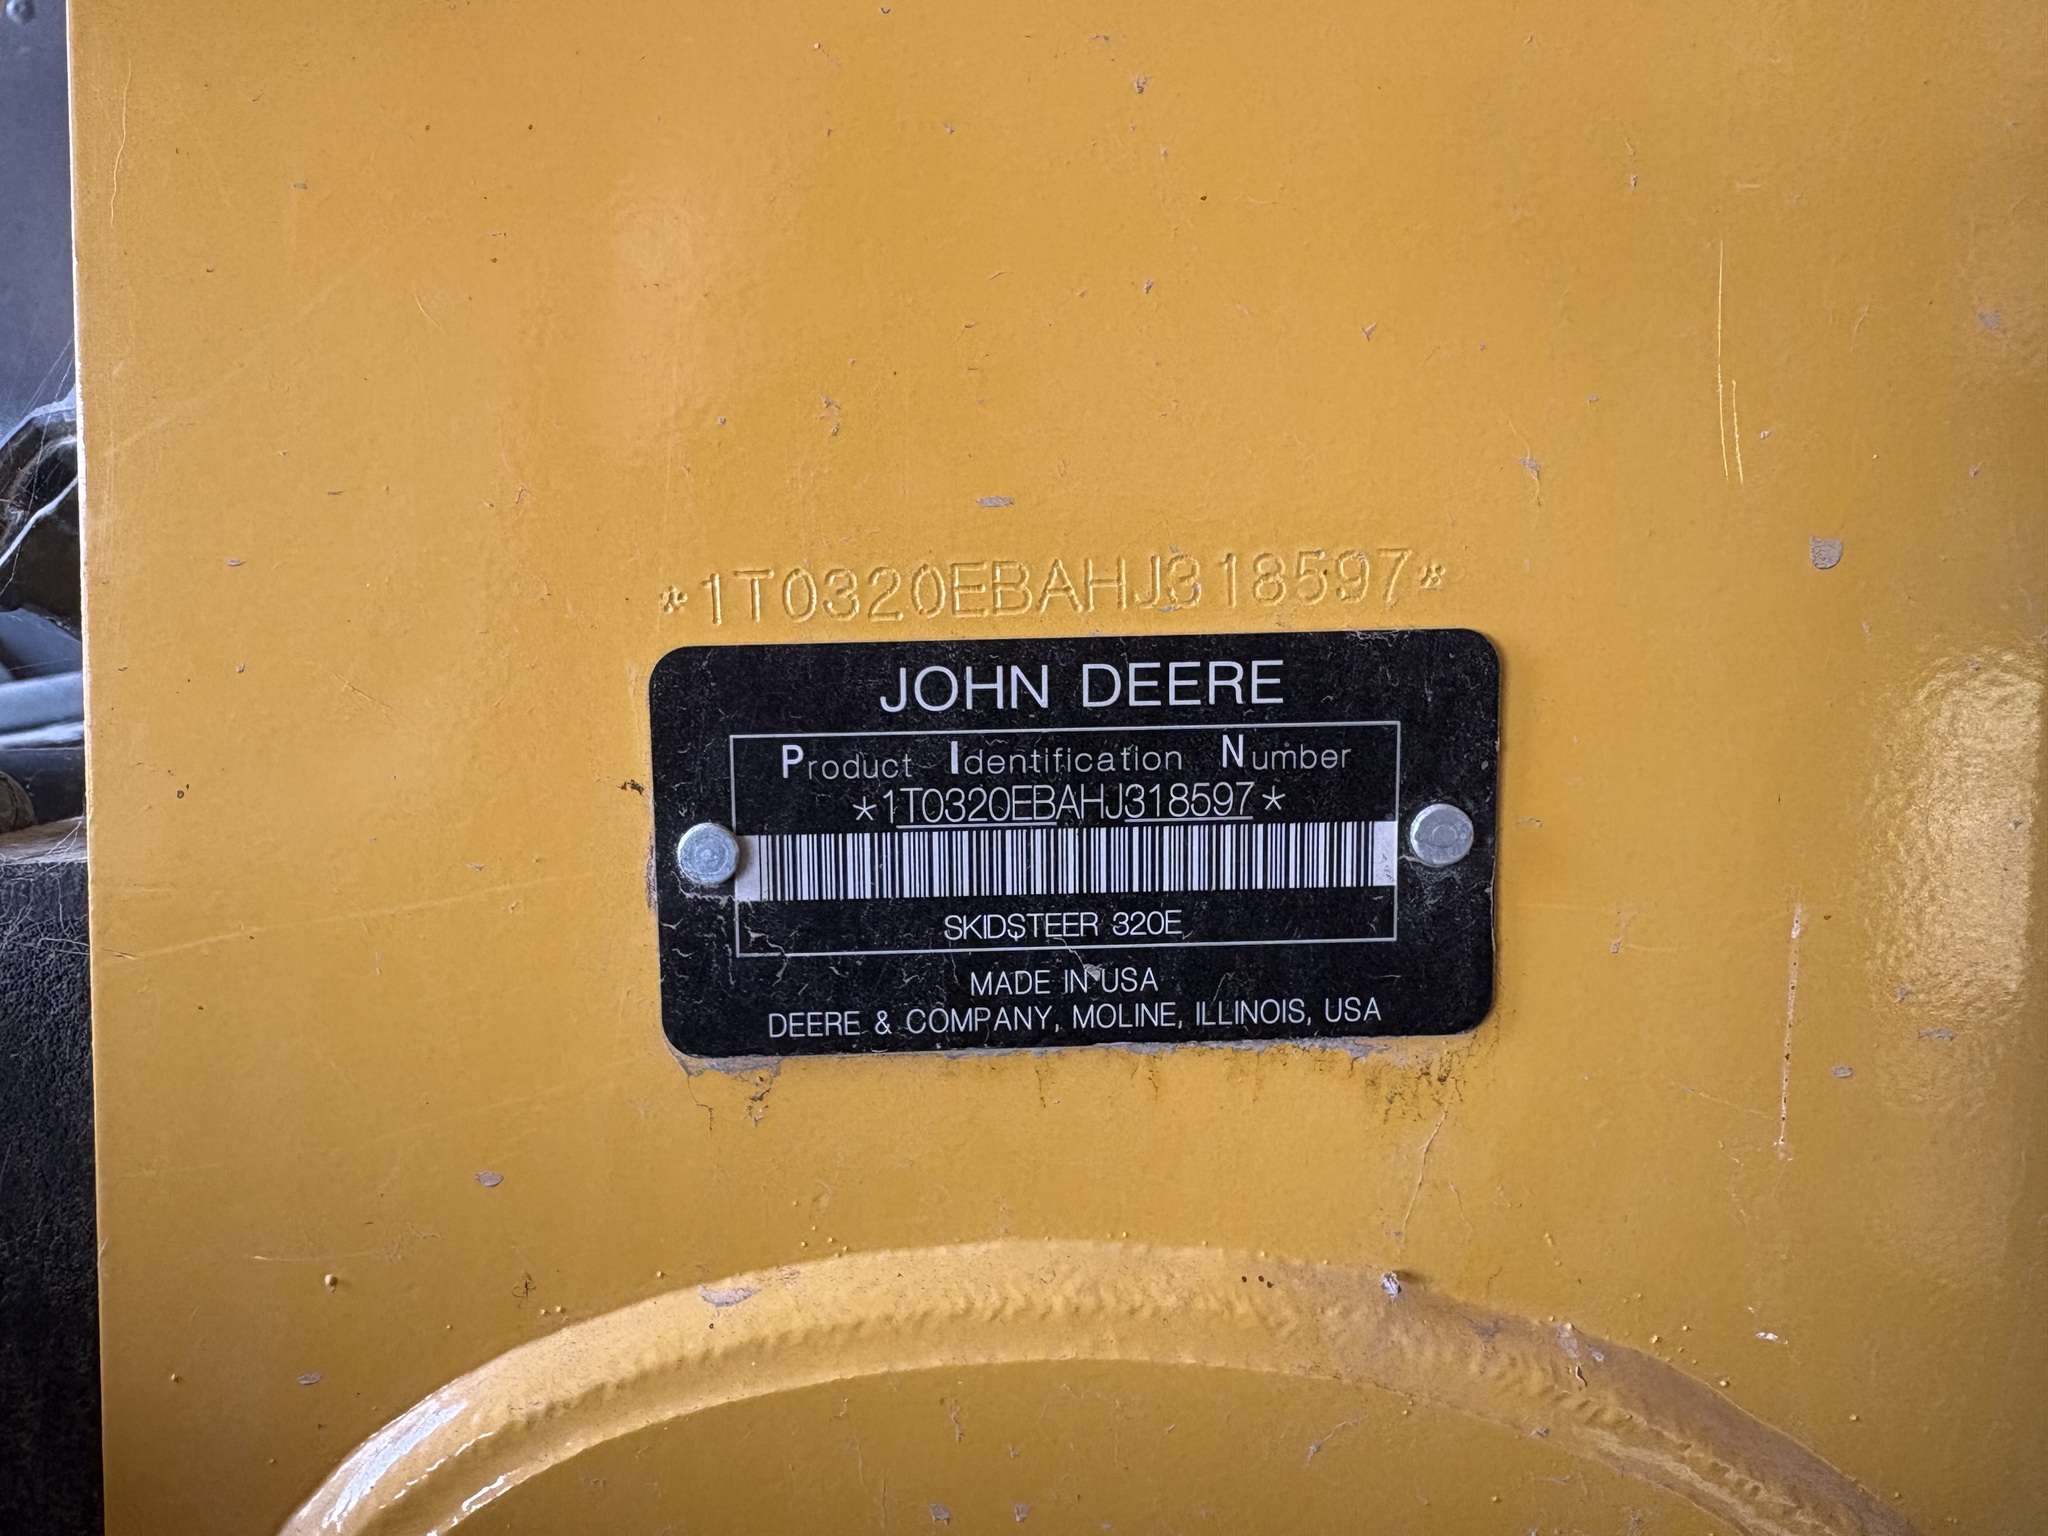 *1T0320EBAHJ318597*
JOHN DEERE
Product Identification Number
*1T0320EBAHJ318597*
SKIDSTEER 320E
MADE IN USA
DEERE & COMPANY, MOLINE, ILLINOIS, USA